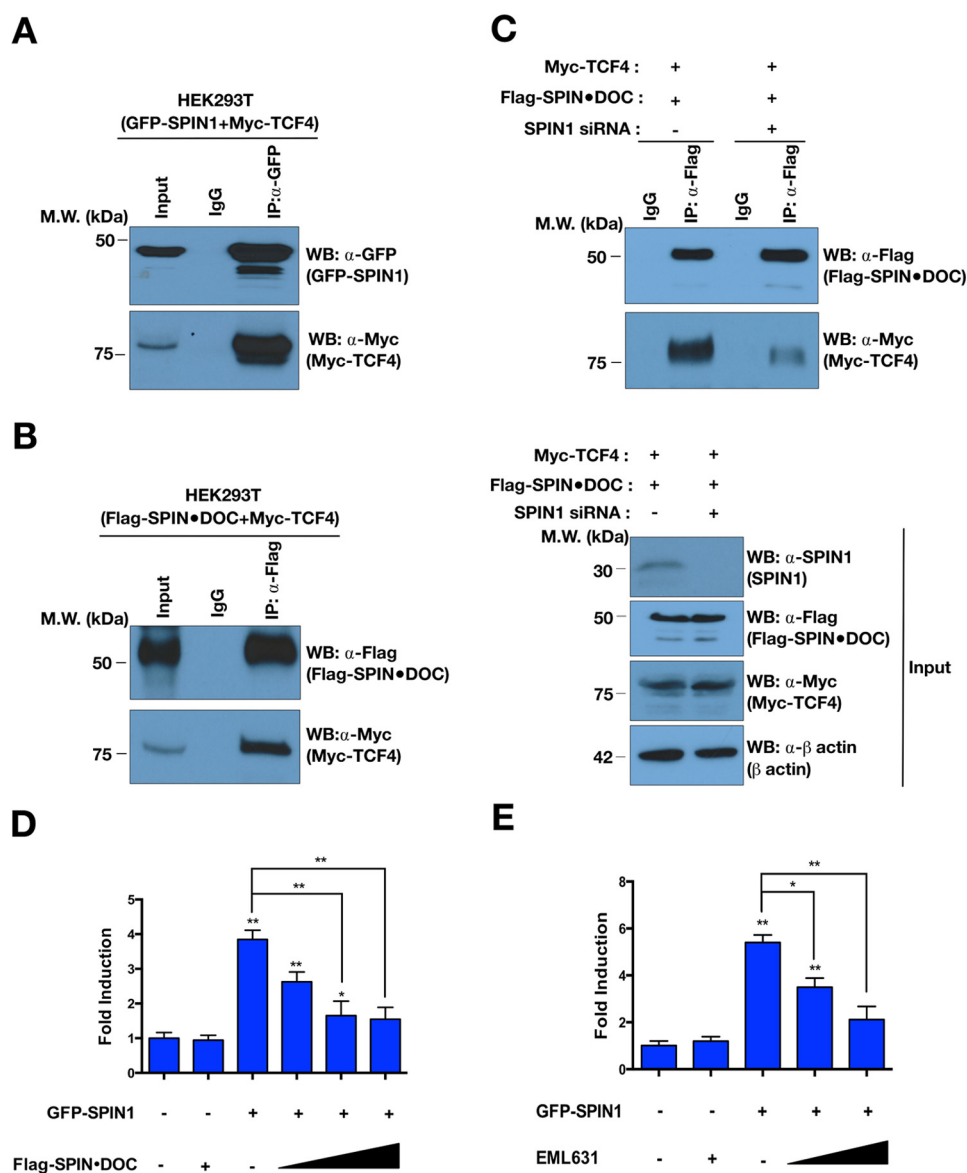 A
HEK293T
(GFP-SPIN1+Myc-TCF4)
Input
IgG
IP:α-GFP
M.W. (kDa)
50
WB: α-GFP
(GFP-SPIN1)
75
WB: α-Myc
(Myc-TCF4)
B
HEK293T
(Flag-SPIN●DOC+Myc-TCF4)
Input
IgG
IP: α-Flag
M.W. (kDa)
50
WB: α-Flag
(Flag-SPIN●DOC)
75
WB:α-Myc
(Myc-TCF4)
C
Myc-TCF4 : + +
Flag-SPIN●DOC : + +
SPIN1 siRNA : - +
IgG
IP: α-Flag
IgG
IP: α-Flag
M.W. (kDa)
50
WB: α-Flag
(Flag-SPIN●DOC)
75
WB: α-Myc
(Myc-TCF4)
Myc-TCF4 : + +
Flag-SPIN●DOC : + +
SPIN1 siRNA : - +
M.W. (kDa)
30
WB: α-SPIN1
(SPIN1)
50
WB: α-Flag
(Flag-SPIN●DOC)
75
WB: α-Myc
(Myc-TCF4)
42
WB: α-β actin
(β actin)
Input
D
Fold Induction
5
4
3
2
1
0
**
**
**
**
*
GFP-SPIN1 - - + + + +
Flag-SPIN•DOC - + -
E
Fold Induction
8
6
4
2
0
**
*
**
**
GFP-SPIN1 - - + + +
EML631 - + -